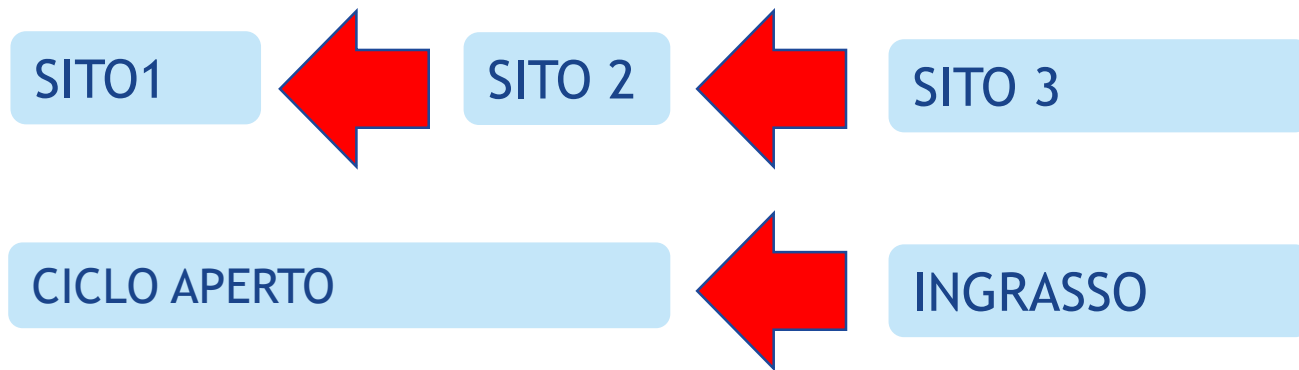 SITO1
SITO 2
SITO 3
CICLO APERTO
INGRASSO